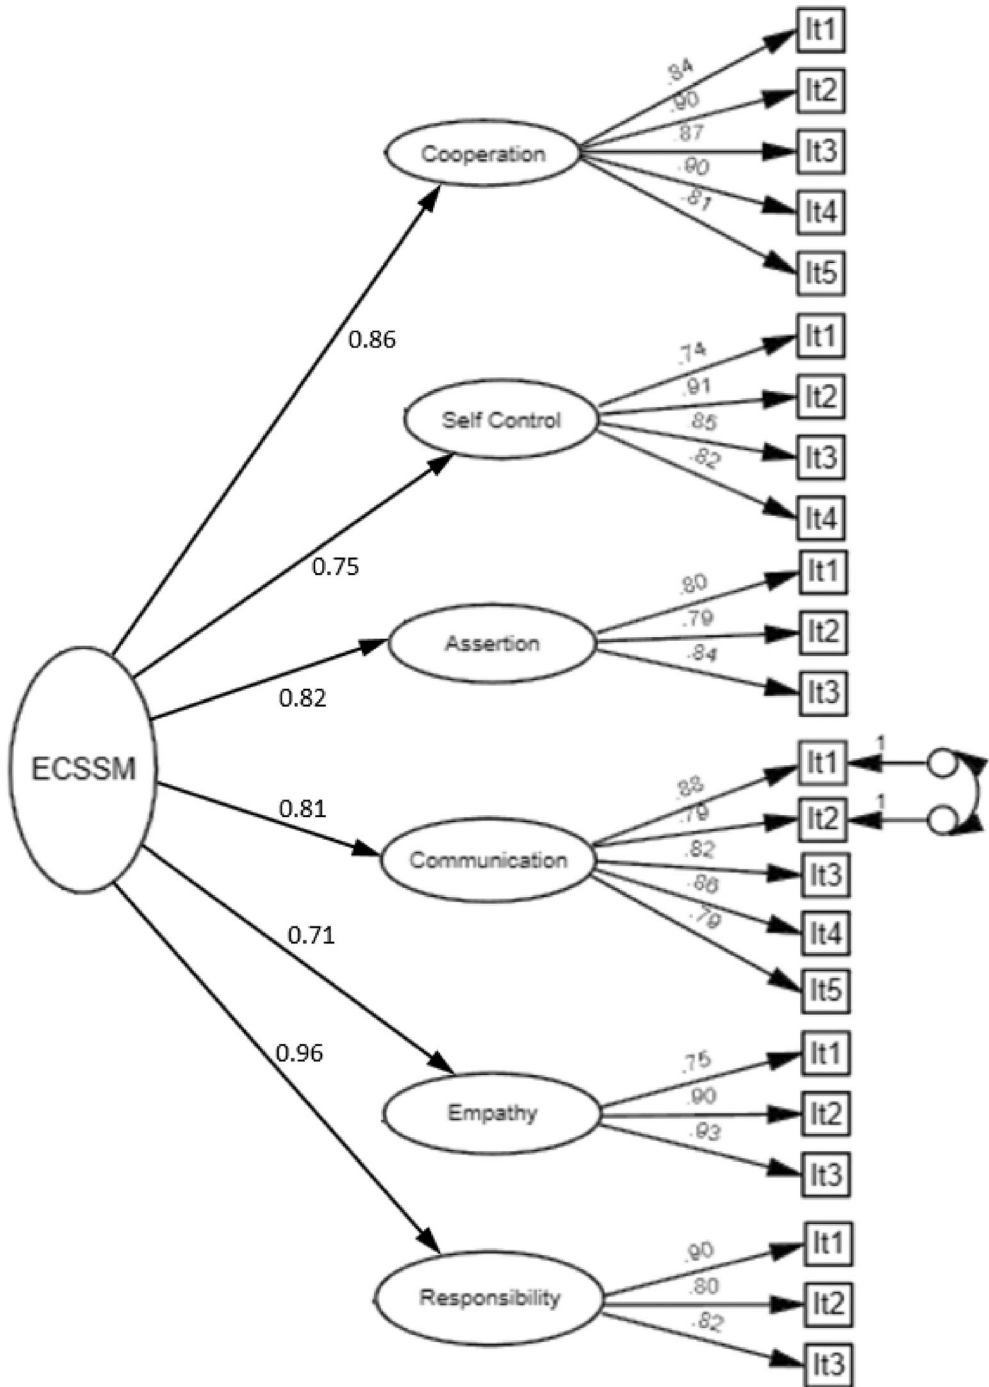 It1
.84
It2
.90
.87
Cooperation
It3
.90
It4
.81
It5
0.86
It1
.74
It2
.91
Self Control
.85
It3
.82
It4
0.75
It1
.80
It2
.79
Assertion
.84
It3
0.82
ECSSM
It1
1
.88
It2
1
.79
0.81
Communication
.82
It3
.86
It4
.79
It5
0.71
It1
.75
.90
Empathy
It2
.93
It3
0.96
It1
.90
.80
Responsibility
It2
.82
It3